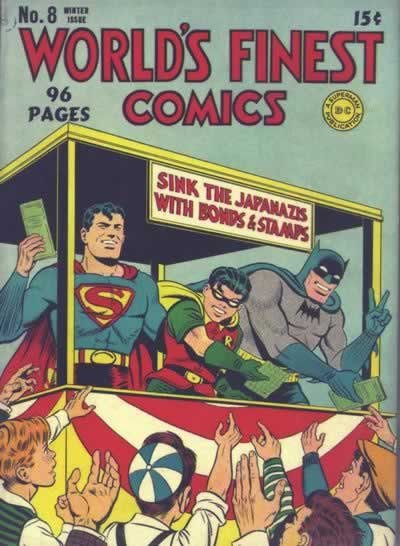 No. 8 WINTER ISSUE
15¢
WORLD'S FINEST
COMICS
96
PAGES
A SUPERMAN
DC
PUBLICATION
SINK THE JAPANAZIS
WITH BONDS & STAMPS
S
R